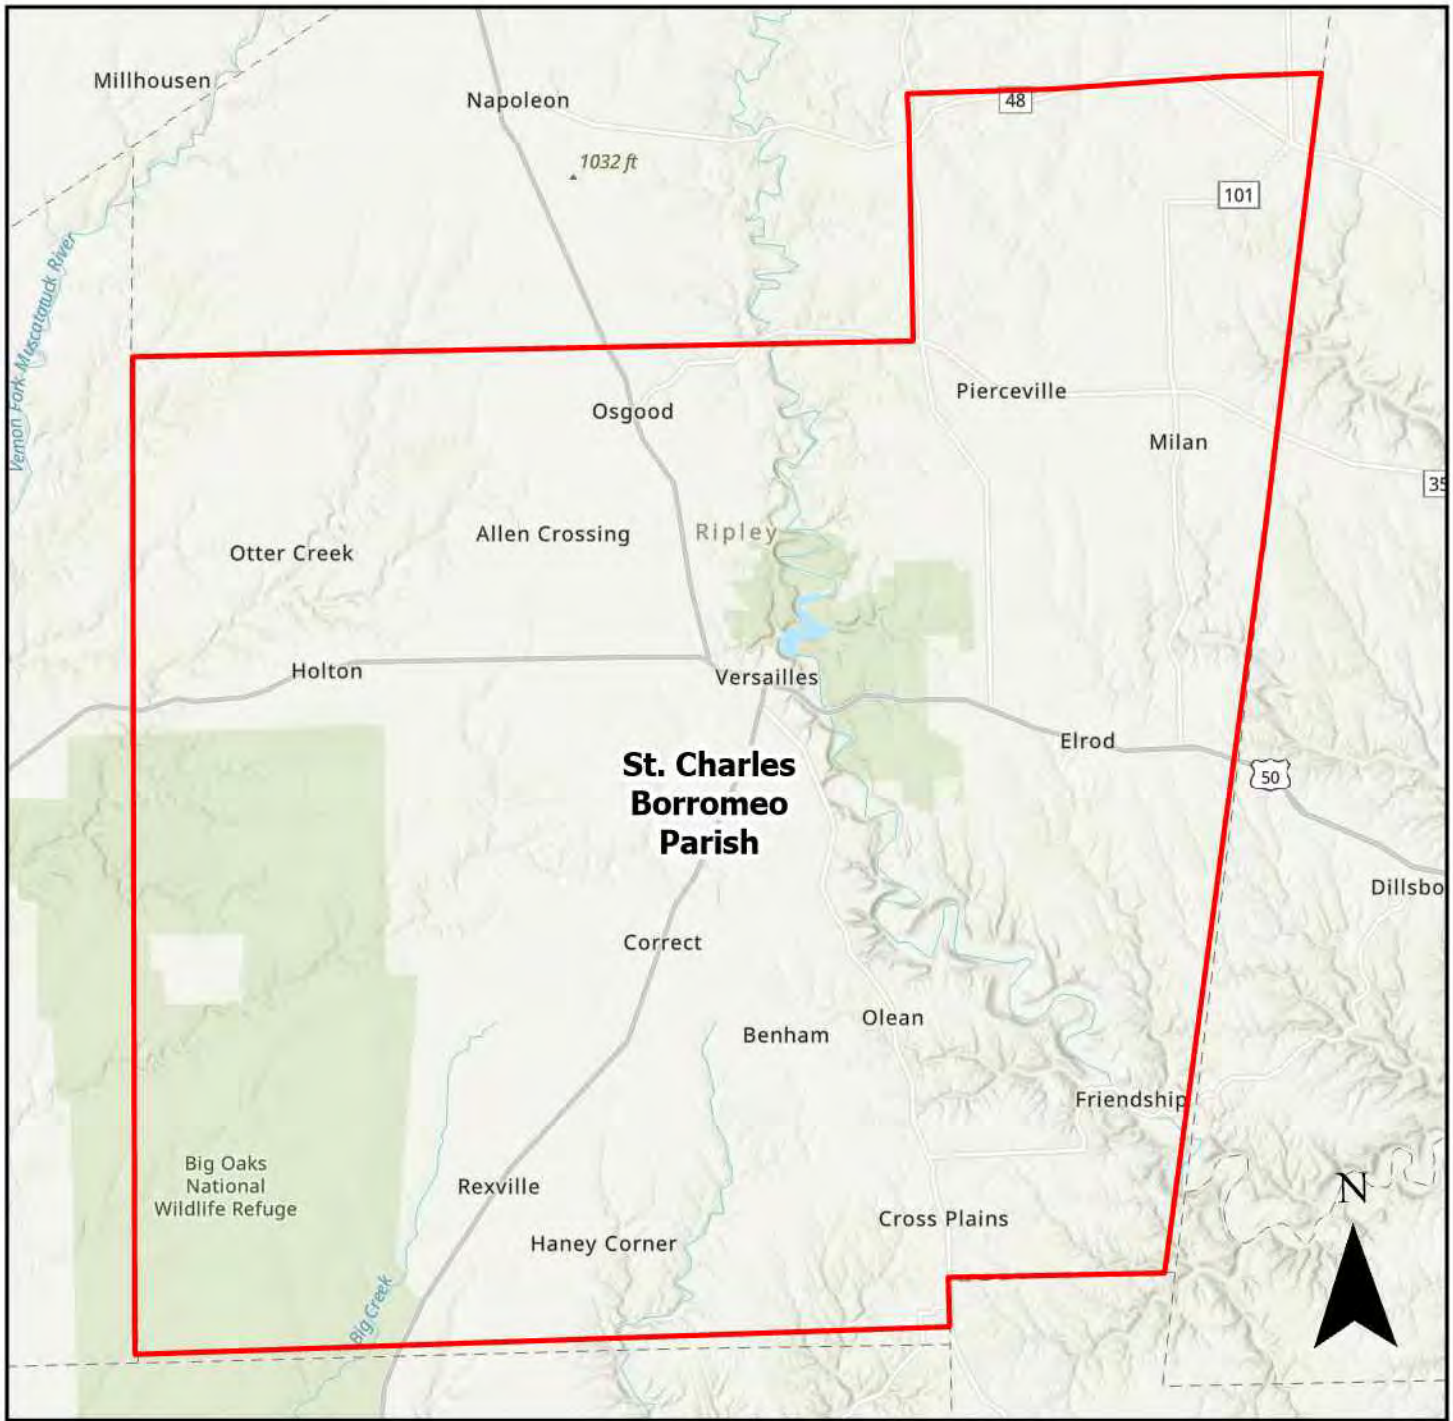 Millhousen
Napoleon
48
1032 ft
101
Vernon Fork Muscatatuck River
Pierceville
Osgood
Milan
35
Allen Crossing
Ripley
Otter Creek
Holton
Versailles
Elrod
50
St. Charles
Borromeo
Parish
Dillsbo
Correct
Olean
Benham
Friendship
Big Oaks
National
Wildlife Refuge
Rexville
N
Cross Plains
Haney Corner
Big Creek